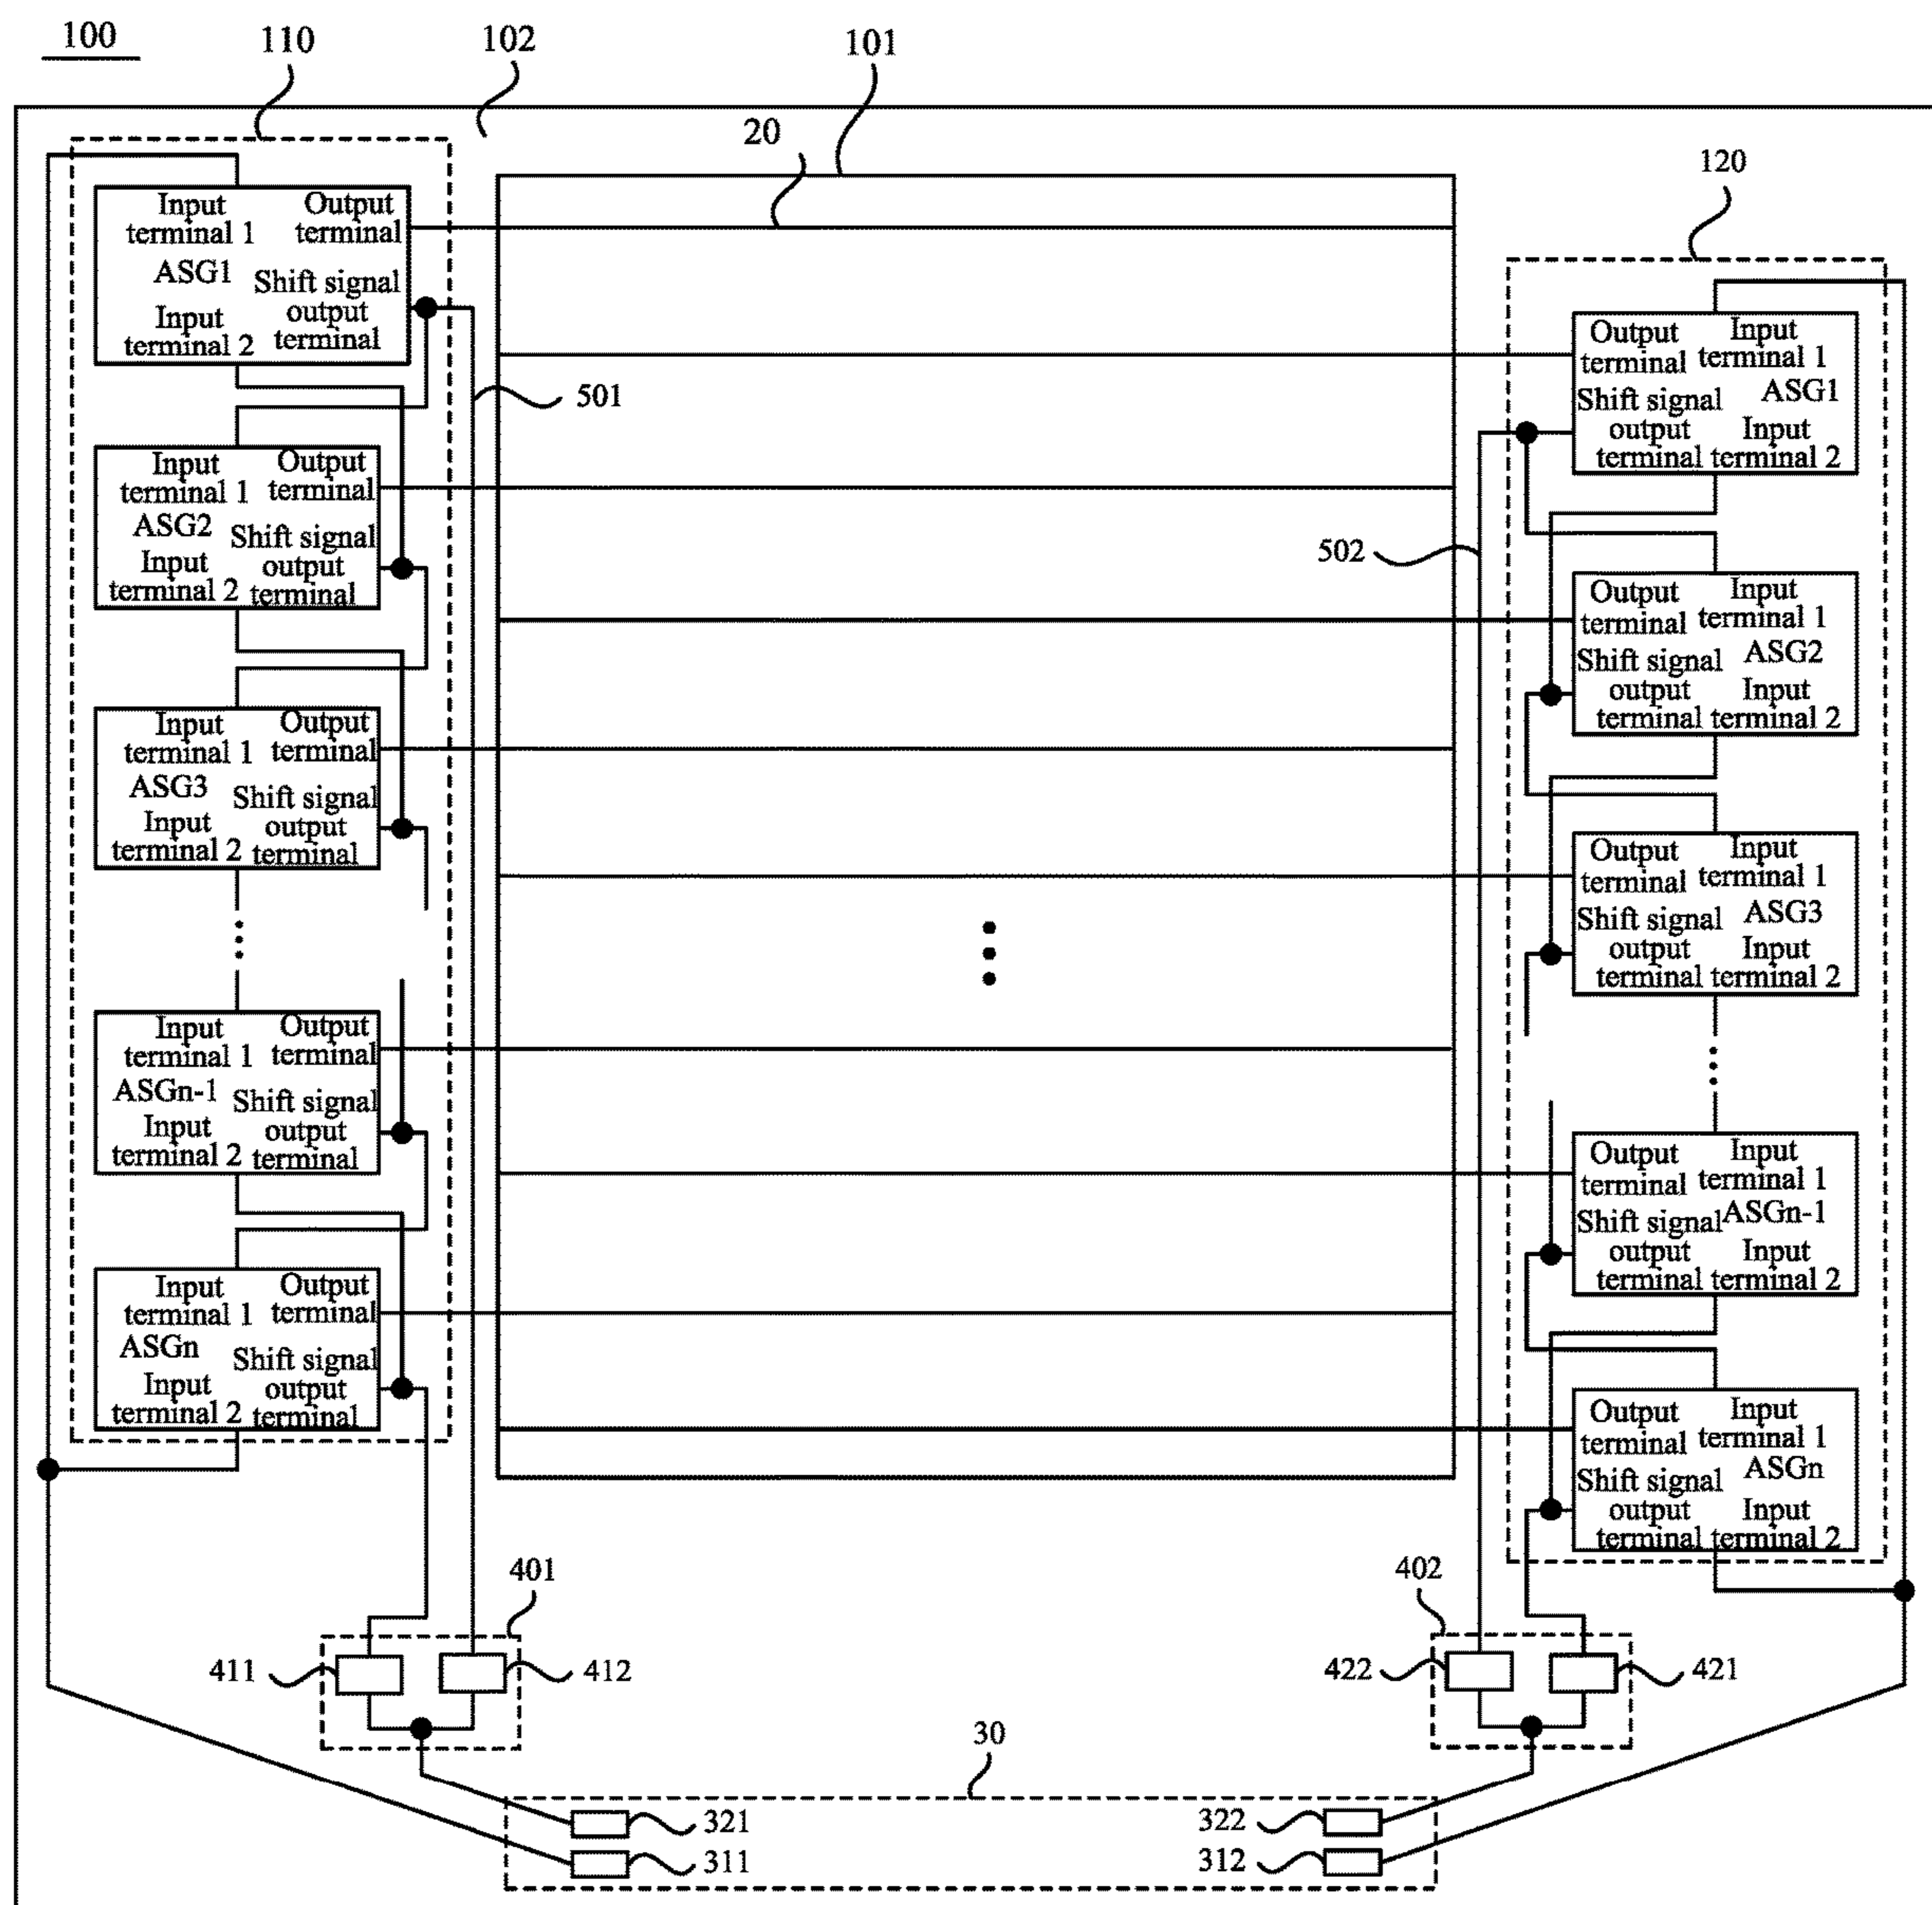 100
110
102
101
20
120
Input terminal 1
Output terminal
ASG1
Shift signal output terminal
Input terminal 2
501
Output terminal
Input terminal 1
ASG1
Shift signal output terminal
Input terminal 2
Input terminal 1
Output terminal
ASG2
Shift signal output terminal
Input terminal 2
502
Output terminal
Input terminal 1
ASG2
Shift signal output terminal
Input terminal 2
Input terminal 1
Output terminal
ASG3
Shift signal output terminal
Input terminal 2
Output terminal
Input terminal 1
ASG3
Shift signal output terminal
Input terminal 2
Input terminal 1
Output terminal
ASGn-1
Shift signal output terminal
Input terminal 2
Output terminal
Input terminal 1
ASGn-1
Shift signal output terminal
Input terminal 2
Input terminal 1
Output terminal
ASGn
Shift signal output terminal
Input terminal 2
Output terminal
Input terminal 1
ASGn
Shift signal output terminal
Input terminal 2
401
402
411
412
422
421
30
321
322
311
312